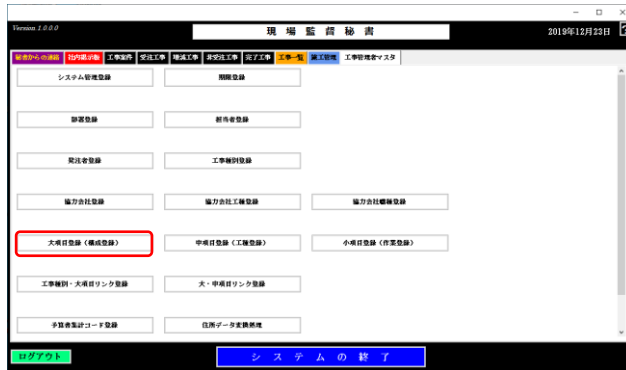 Version 1.0.0.0
現場監督秘書
2019年12月23日
業者からの連絡 社内掲示板 工事案件 受注工事 増減工事 非受注工事 完了工事 工事一覧 施工管理 工事管理者マスタ
システム管理登録 期限登録
部署登録 担当者登録
発注者登録 工事種別登録
協力会社登録 協力会社工種登録 協力会社職種登録
大項目登録（構成登録） 中項目登録（工種登録） 小項目登録（作業登録）
工事種別・大項目リンク登録 大・中項目リンク登録
予算書集計コード登録 住所データ変換処理
ログアウト システムの終了